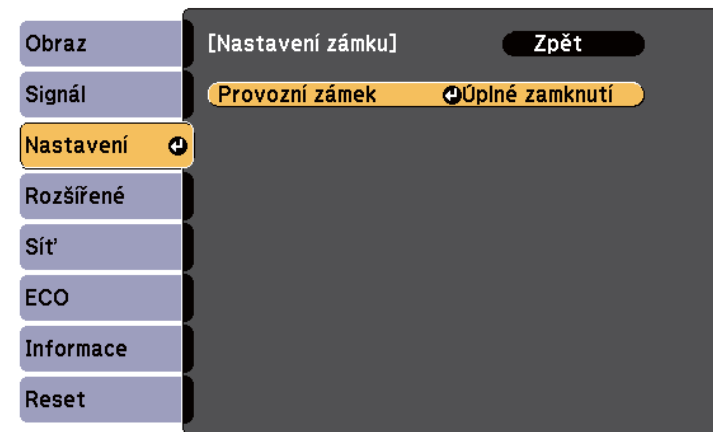 Obraz
Signál
Nastavení
Rozšířené
Síť
ECO
Informace
Reset
[Nastavení zámku] Zpět
Provozní zámek Úplné zamknutí